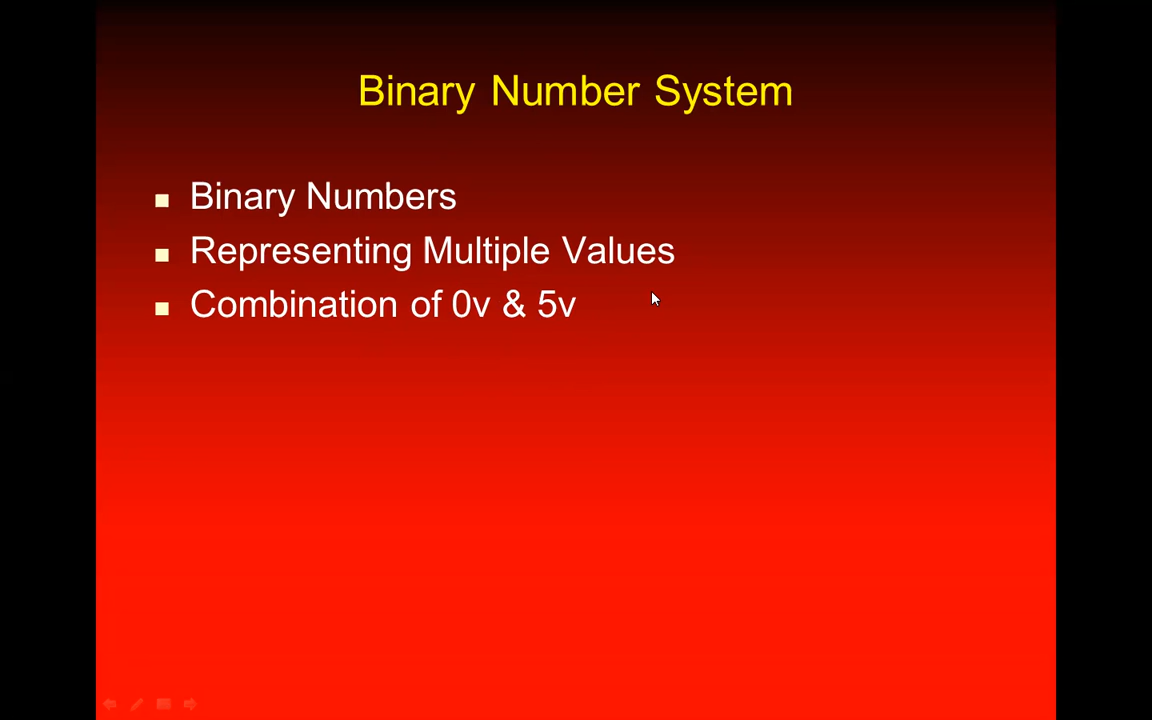 Binary Number System
Binary Numbers
Representing Multiple Values
Combination of 0v & 5v